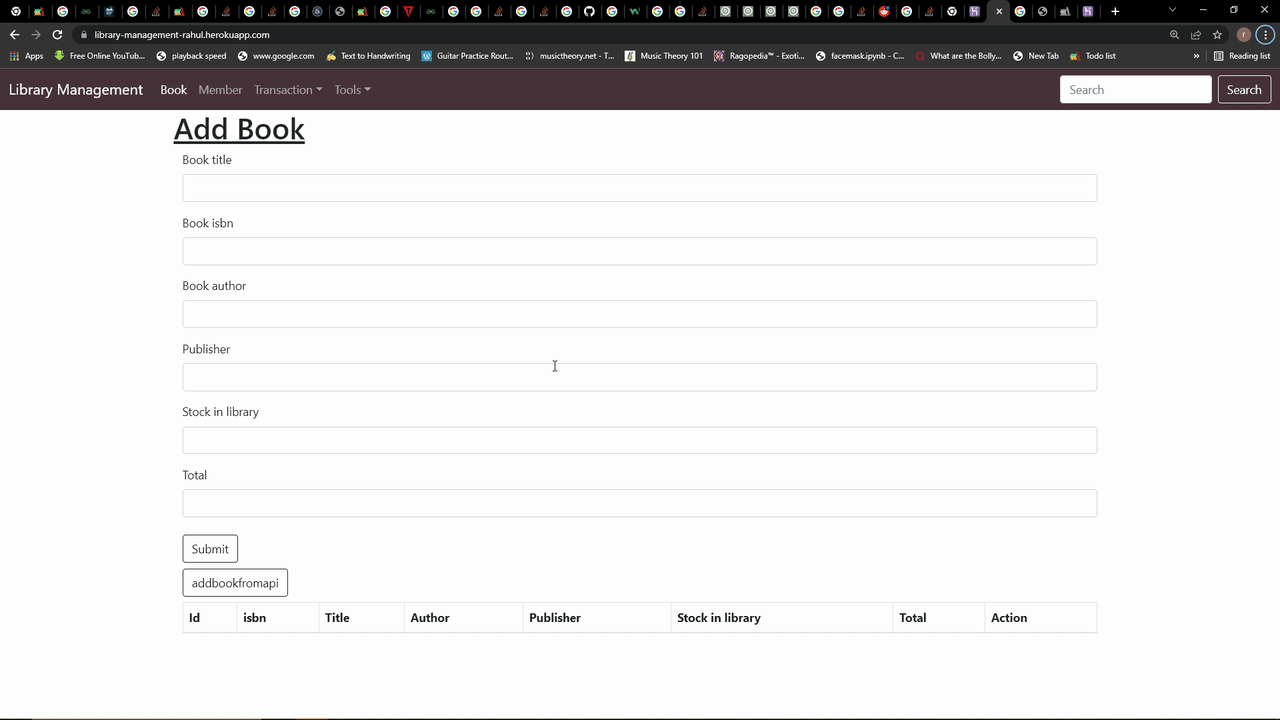 library-management-rahul.herokuapp.com
r
Apps Free Online YouTub... playback speed www.google.com Text to Handwriting Guitar Practice Rout... musictheory.net - T... Music Theory 101 Ragopedia™ - Exoti... facemask.ipynb - C... What are the Bolly... New Tab Todo list » Reading list
Library Management Book Member Transaction Tools Search Search
Add Book
Book title
Book isbn
Book author
Publisher
Stock in library
Total
Submit
addbookfromapi
Id isbn Title Author Publisher Stock in library Total Action